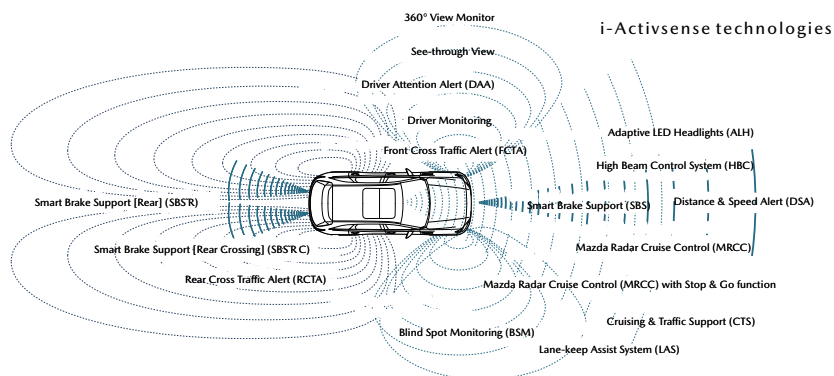 360° View Monitor
i-Activsense technologies
See-through View
Driver Attention Alert (DAA)
Driver Monitoring
Adaptive LED Headlights (ALH)
Front Cross Traffic Alert (FCTA)
High Beam Control System (HBC)
Smart Brake Support [Rear] (SBS-R)
Smart Brake Support (SBS)
Distance & Speed Alert (DSA)
Smart Brake Support [Rear Crossing] (SBS-RC)
Mazda Radar Cruise Control (MRCC)
Rear Cross Traffic Alert (RCTA)
Mazda Radar Cruise Control (MRCC) with Stop & Go function
Cruising & Traffic Support (CTS)
Blind Spot Monitoring (BSM)
Lane-keep Assist System (LAS)